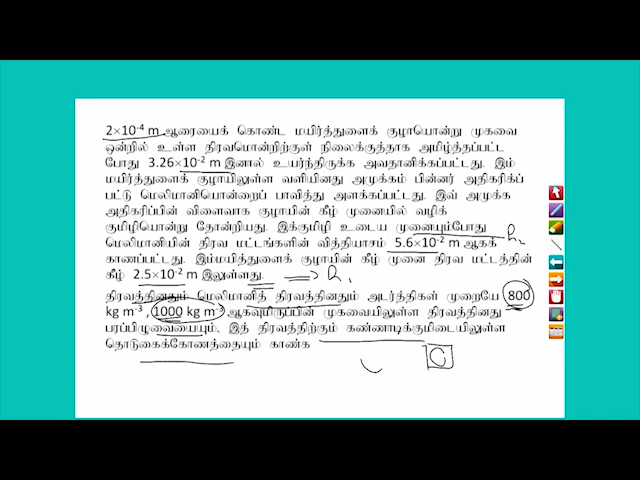 2×10⁻⁴ m ஆரையைக் கொண்ட மயிர்த்துளைக் குழாயொன்று முகவை
ஒன்றில் உள்ள திரவமொன்றிற்குள் நிலைக்குத்தாக அமிழ்த்தப்பட்ட
போது 3.26×10⁻² m இனால் உயர்ந்திருக்க அவதானிக்கப்பட்டது. இம்
மயிர்த்துளைக் குழாயிலுள்ள வளியினது அமுக்கம் பின்னர் அதிகரிக்ப்
பட்டு மெலிமானியொன்றைப் பாவித்து அளக்கப்பட்டது. இவ் அமுக்க
அதிகரிப்பின் விளைவாக குழாயின் கீழ் முனையில் வழிக்
குமிழியொன்று தோன்றியது. இக்குமிழி உடைய முனையும்போது h₂
மெலிமானியின் திரவ மட்டங்களின் வித்தியாசம் 5.6×10⁻² m ஆகக்
காணப்பட்டது. இம்மயித்துளைக் குழாயின் கீழ் முனை திரவ மட்டத்தின்
கீழ் 2.5×10⁻² m இலுள்ளது. => h₁
திரவத்தினதும் மெலிமானித் திரவத்தினதும் அடர்த்திகள் முறையே 800
kg m⁻³ , 1000 kg m⁻³ ஆகவுமிருப்பின் முகவையிலுள்ள திரவத்தினது
பரப்பிழுவையையும், இத் திரவத்திற்கும் கண்ணாடிக்குமிடையிலுள்ள
தொடுகைக்கோணத்தையும் காண்க